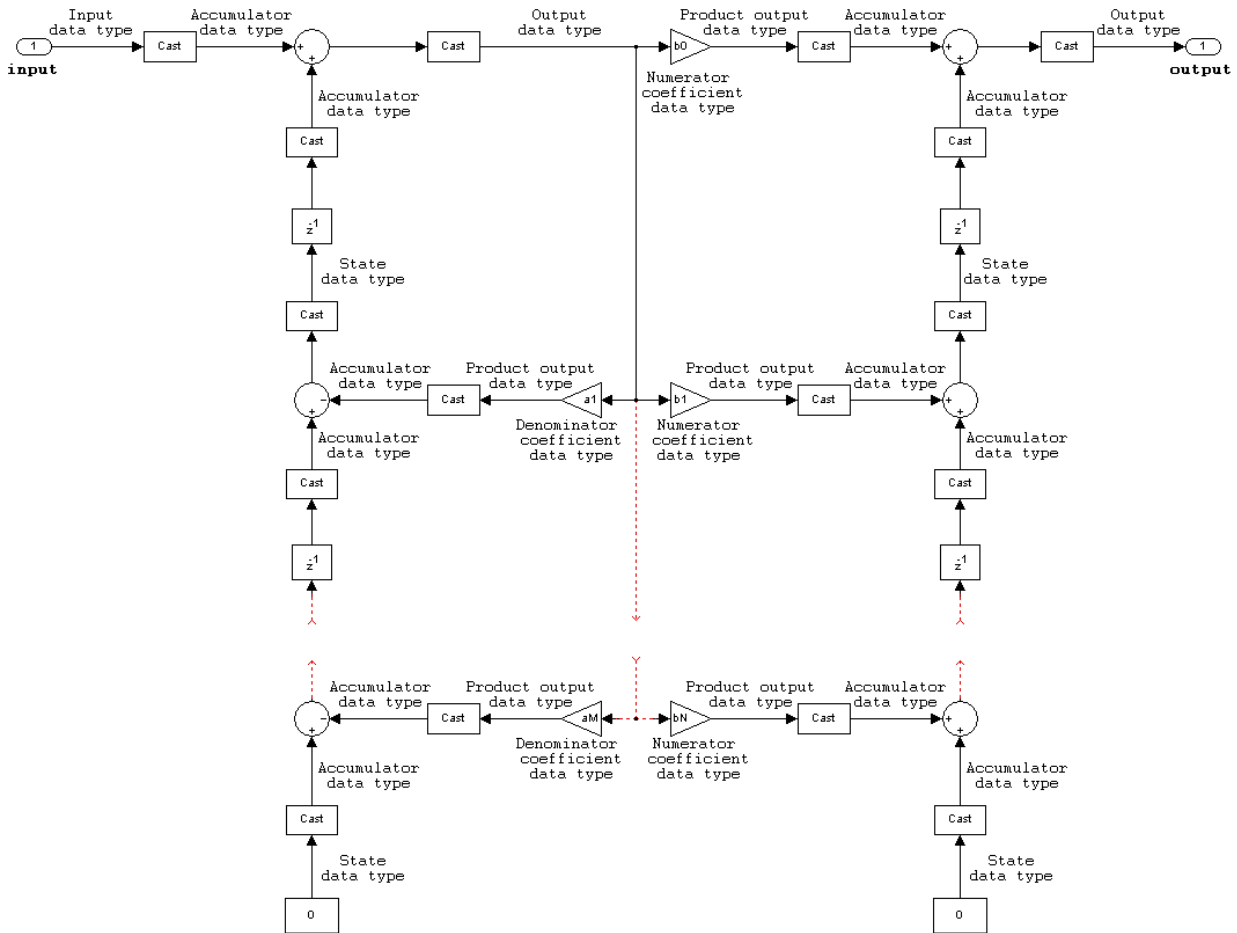 Input
data type
Accumulator
data type
Output
data type
Product output
data type
Accumulator
data type
Output
data type
1
Cast
+
+
Cast
b0
Cast
+
+
Cast
1
input
output
Numerator
coefficient
data type
Accumulator
data type
Accumulator
data type
Cast
Cast
z-1
z-1
State
data type
State
data type
Cast
Cast
Accumulator
data type
Product output
data type
Product output
data type
Accumulator
data type
−
+
Cast
a1
b1
Cast
+
+
Denominator
coefficient
data type
Numerator
coefficient
data type
Accumulator
data type
Accumulator
data type
Cast
Cast
z-1
z-1
Accumulator
data type
Product output
data type
Product output
data type
Accumulator
data type
−
+
Cast
aM
bN
Cast
+
+
Denominator
coefficient
data type
Numerator
coefficient
data type
Accumulator
data type
Accumulator
data type
Cast
Cast
State
data type
State
data type
0
0